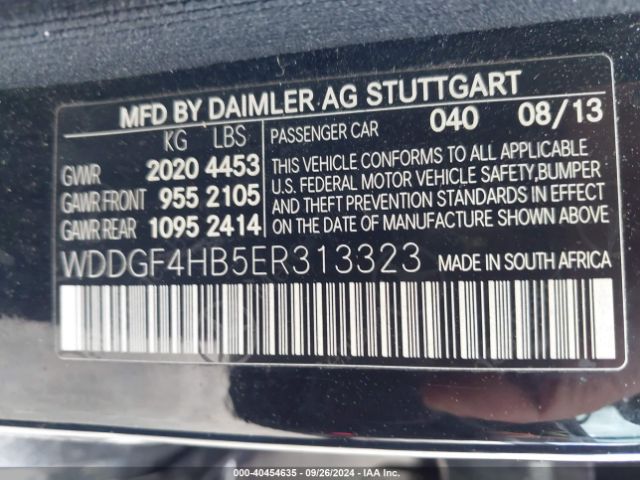 MFD BY DAIMLER AG STUTTGART
KG LBS PASSENGER CAR 040 08/13
GVWR 2020 4453 THIS VEHICLE CONFORMS TO ALL APPLICABLE
GAWR FRONT 955 2105 U.S. FEDERAL MOTOR VEHICLE SAFETY,BUMPER
GAWR REAR 1095 2414 AND THEFT PREVENTION STANDARDS IN EFFECT
ON THE DATE OF MANUFACTURE SHOWN ABOVE.
WDDGF4HB5ER313323 MADE IN SOUTH AFRICA
000-40454635 - 09/26/2024 - IAA Inc.